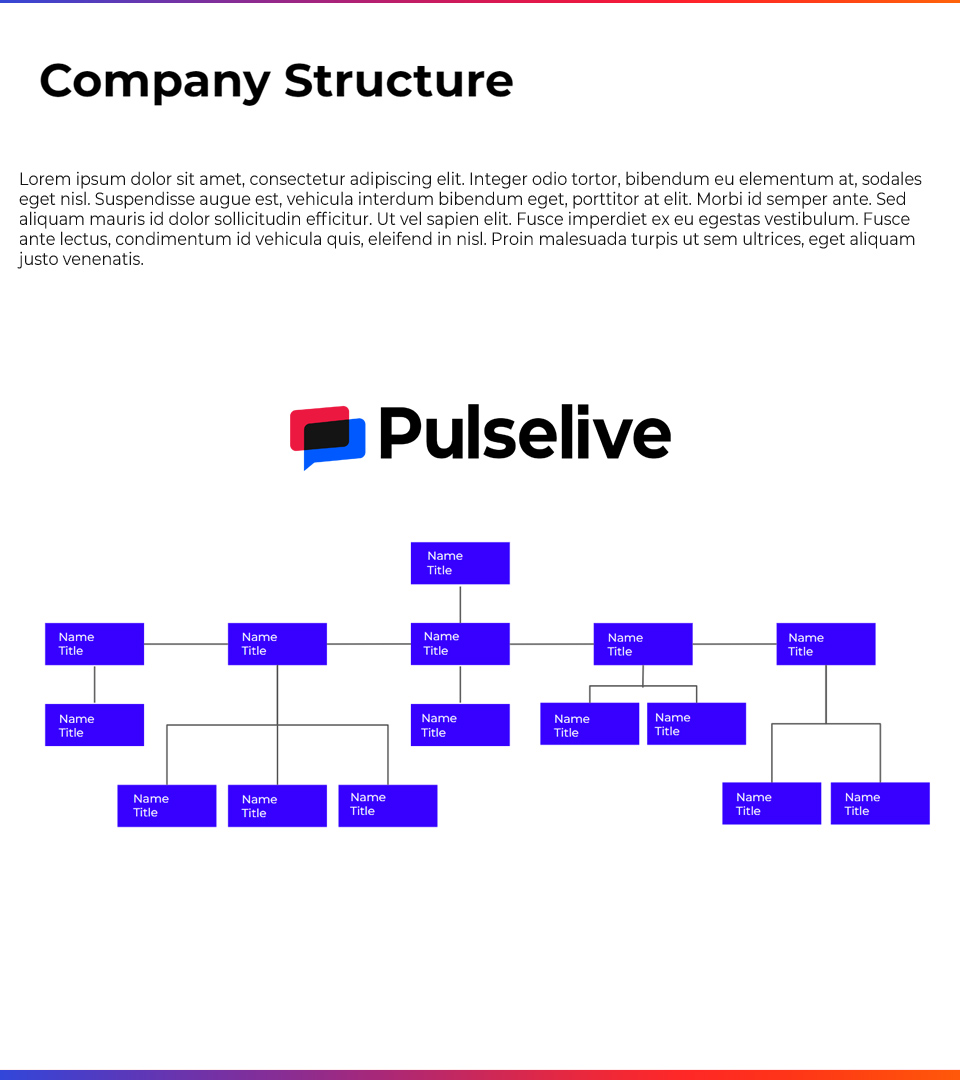 Company Structure
Lorem ipsum dolor sit amet, consectetur adipiscing elit. Integer odio tortor, bibendum eu elementum at, sodales
eget nisl. Suspendisse augue est, vehicula interdum bibendum eget, porttitor at elit. Morbi id semper ante. Sed
aliquam mauris id dolor sollicitudin efficitur. Ut vel sapien elit. Fusce imperdiet ex eu egestas vestibulum. Fusce
ante lectus, condimentum id vehicula quis, eleifend in nisl. Proin malesuada turpis ut sem ultrices, eget aliquam
justo venenatis.
Pulselive
Name
Title
Name
Title
Name
Title
Name
Title
Name
Title
Name
Title
Name
Title
Name
Title
Name
Title
Name
Title
Name
Title
Name
Title
Name
Title
Name
Title
Name
Title